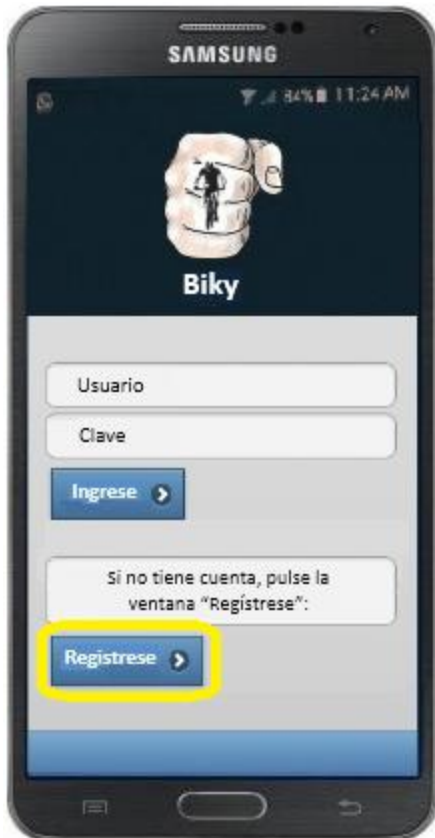 SAMSUNG
84% 11:24 AM
Biky
Usuario
Clave
Ingrese
Si no tiene cuenta, pulse la
ventana “Regístrese”:
Registrese